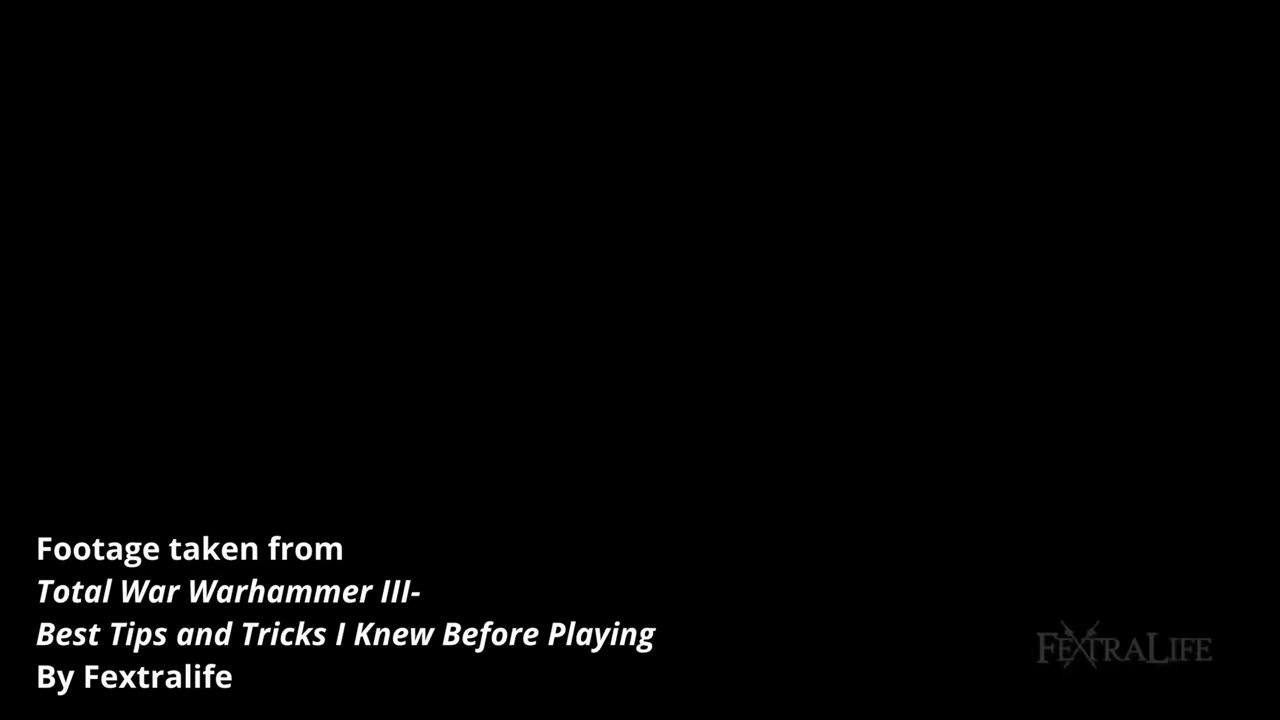 Footage taken from
Total War Warhammer III-
Best Tips and Tricks I Knew Before Playing
By Fextralife
FEXTRALIFE